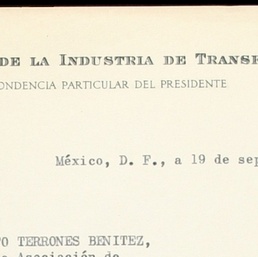 DE LA INDUSTRIA DE TRANS
ONDENCIA PARTICULAR DEL PRESIDENTE
México, D. F., a 19 de sep
O TERRONES BENITEZ,
Asociación de